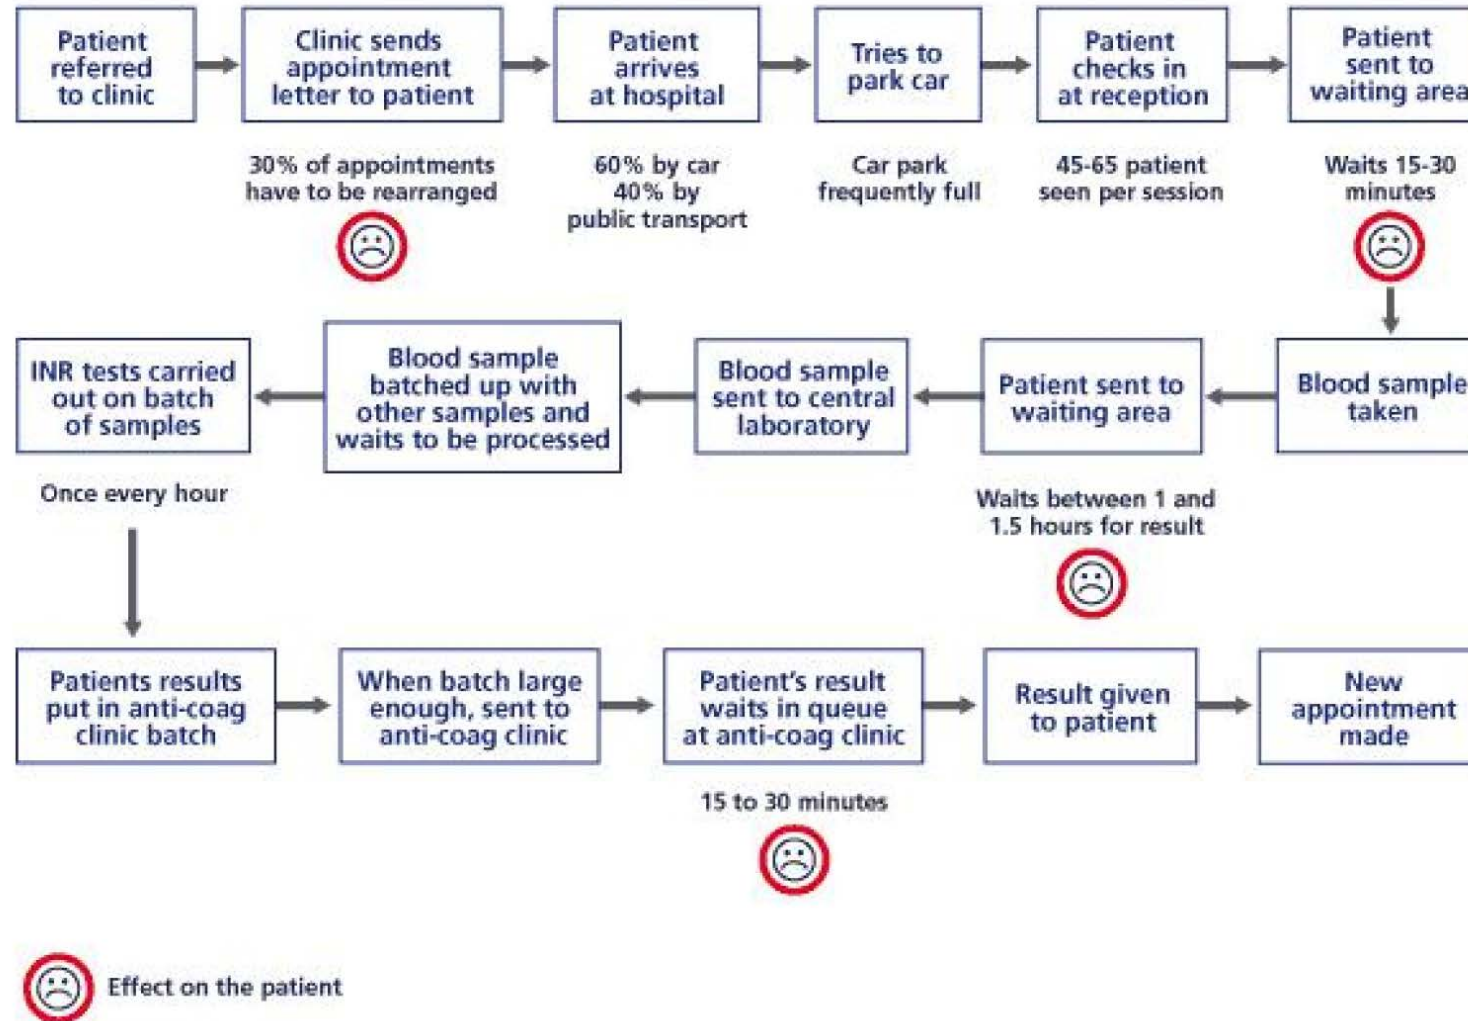 Patient
referred
to clinic
Clinic sends
appointment
letter to patient
Patient
arrives
at hospital
Tries to
park car
Patient
checks in
at reception
Patient
sent to
waiting area
30% of appointments
have to be rearranged
60% by car
40% by
public transport
Car park
frequently full
45-65 patient
seen per session
Waits 15-30
minutes
Blood sample
taken
Patient sent to
waiting area
Blood sample
sent to central
laboratory
Blood sample
batched up with
other samples and
waits to be processed
INR tests carried
out on batch
of samples
Waits between 1 and
1.5 hours for result
Once every hour
Patients results
put in anti-coag
clinic batch
When batch large
enough, sent to
anti-coag clinic
Patient's result
waits in queue
at anti-coag clinic
Result given
to patient
New
appointment
made
15 to 30 minutes
Effect on the patient